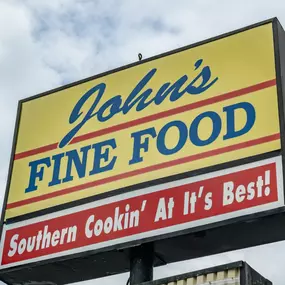 John's
FINE FOOD
Southern Cookin' At It's Best!